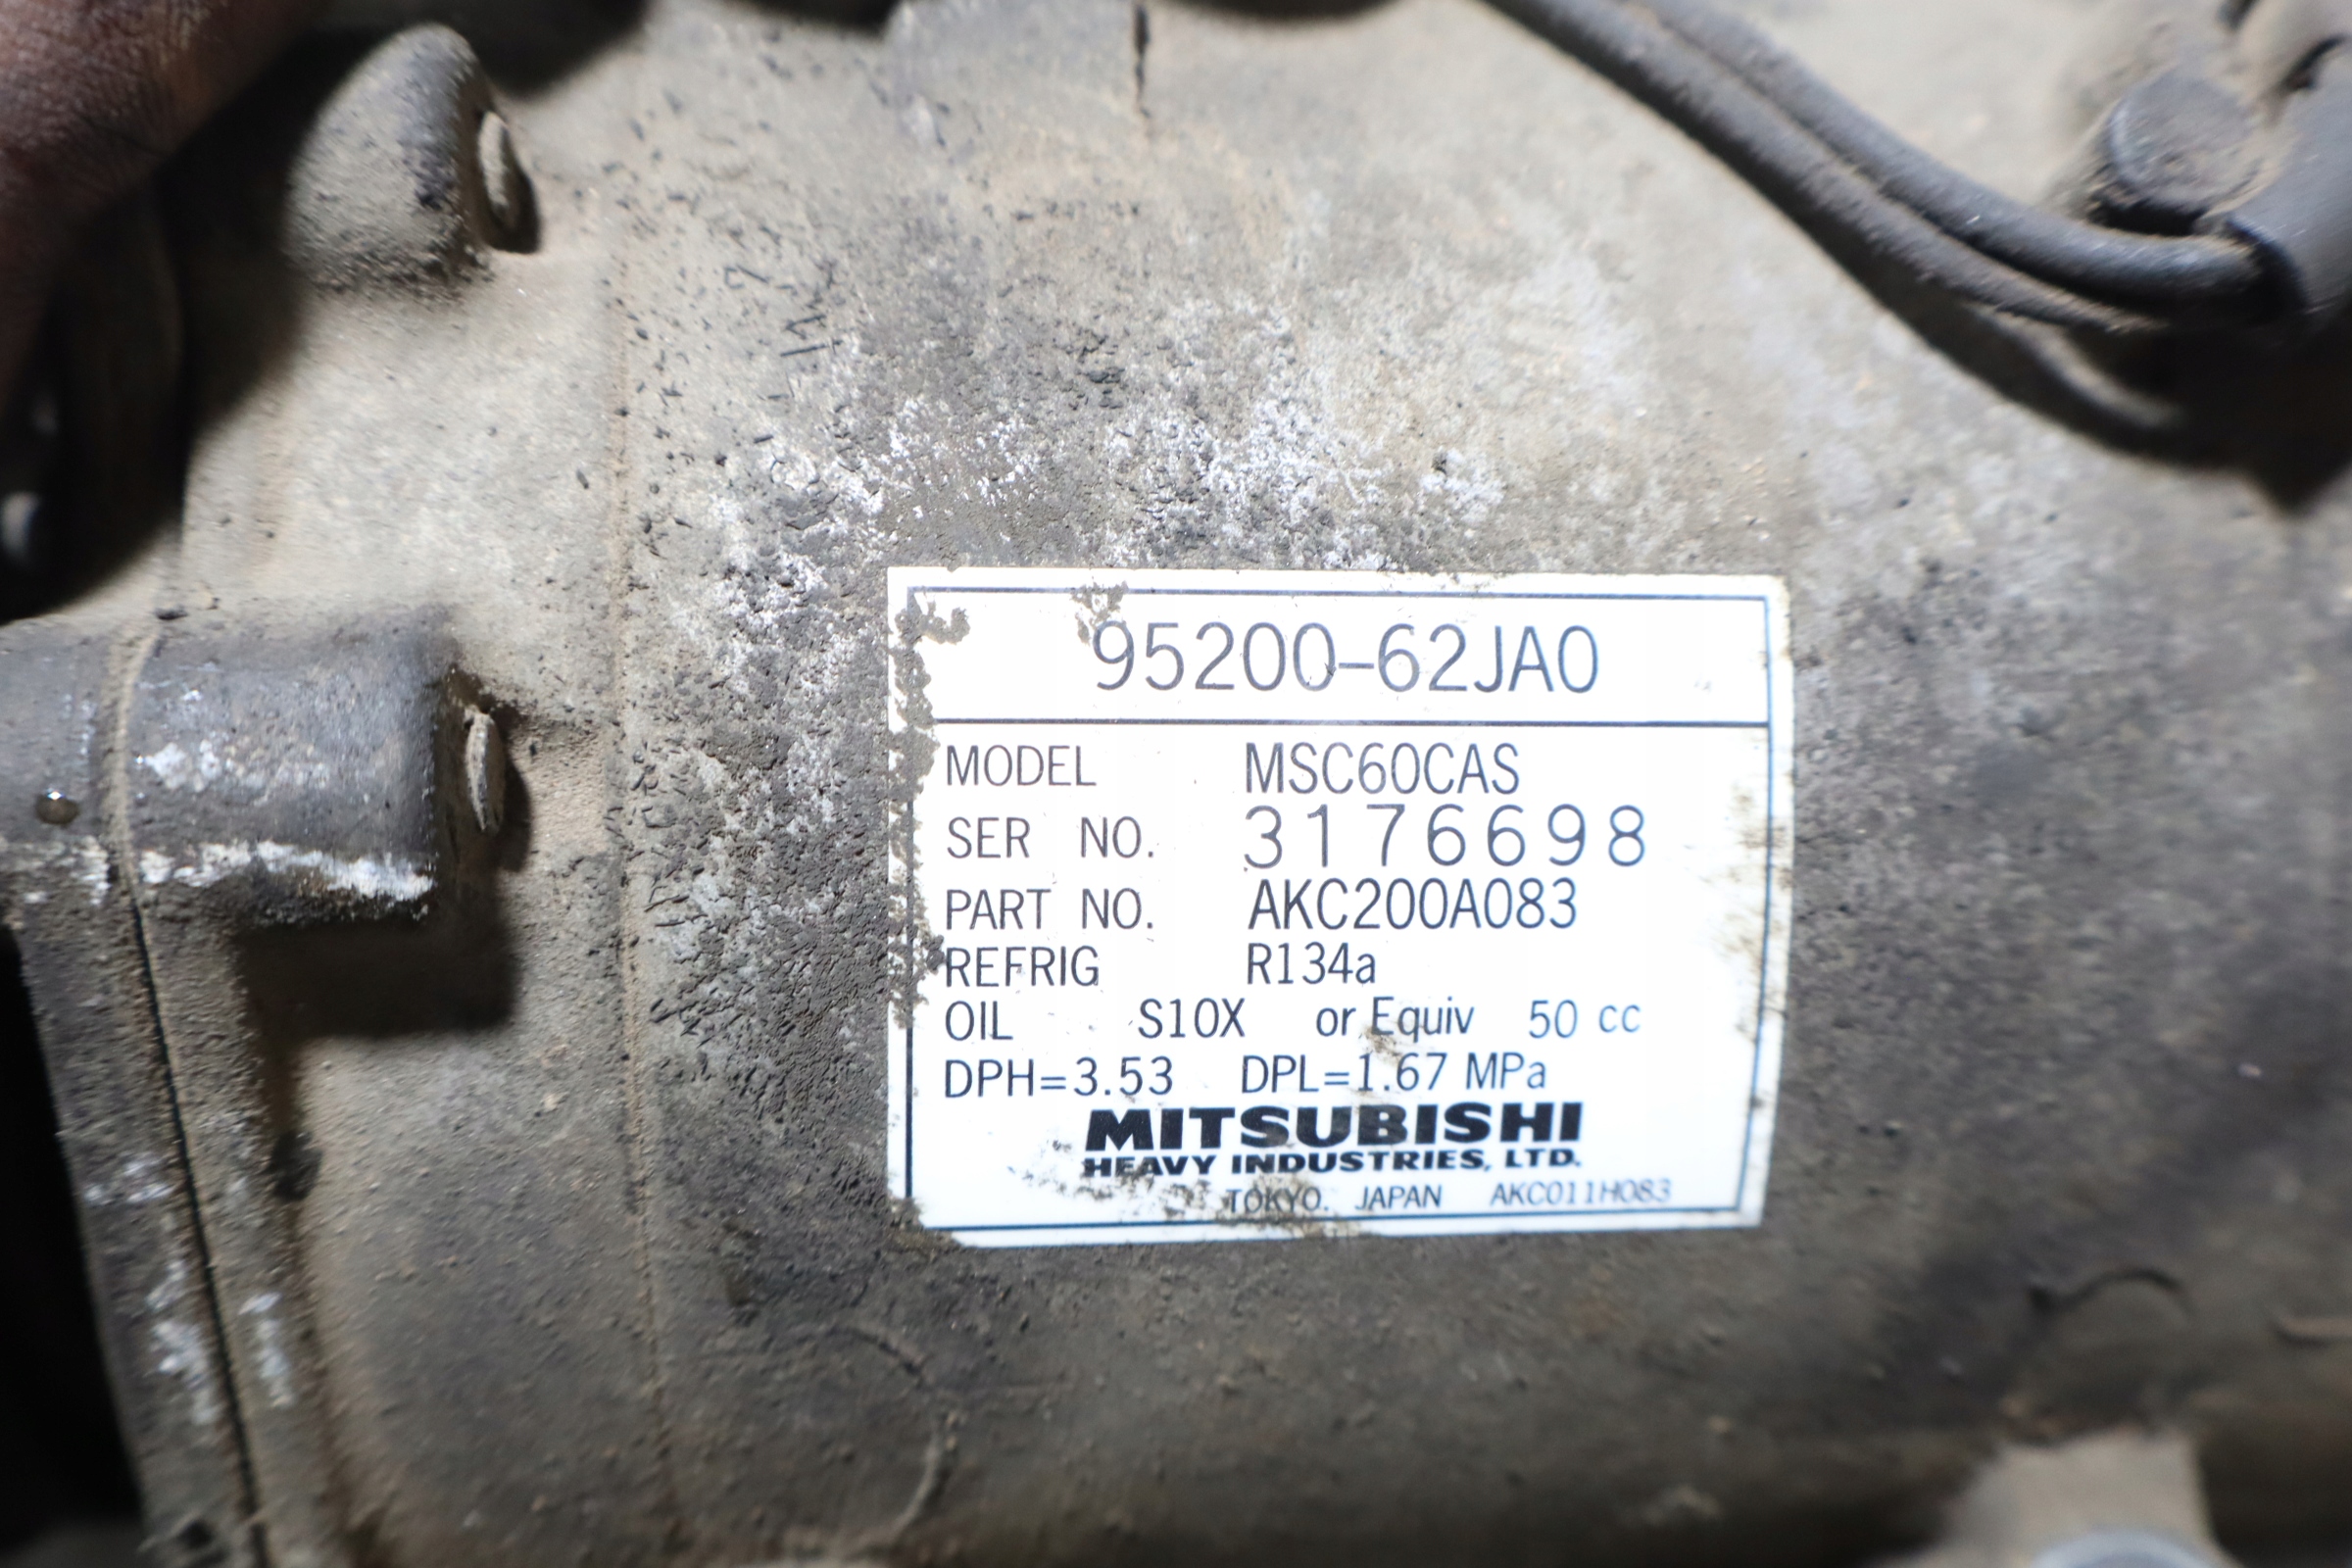 95200-62JA0
MODEL MSC60CAS
SER NO. 3176698
PART NO. AKC200A083
REFRIG R134a
OIL S10X or Equiv 50 cc
DPH=3.53 DPL=1.67 MPa
MITSUBISHI
HEAVY INDUSTRIES, LTD.
TOKYO. JAPAN AKC011H083